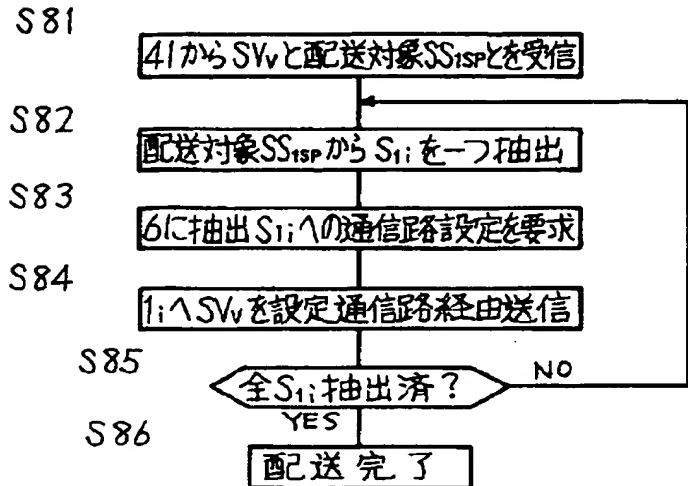 S81
41からSVvと配送対象SS1SPとを受信
S82
配送対象SS1SPからS1iを一つ抽出
S83
6に抽出S1iへの通信路設定を要求
S84
1iへSVvを設定通信路経由送信
S85
全S1i抽出済?
NO
YES
S86
配送完了